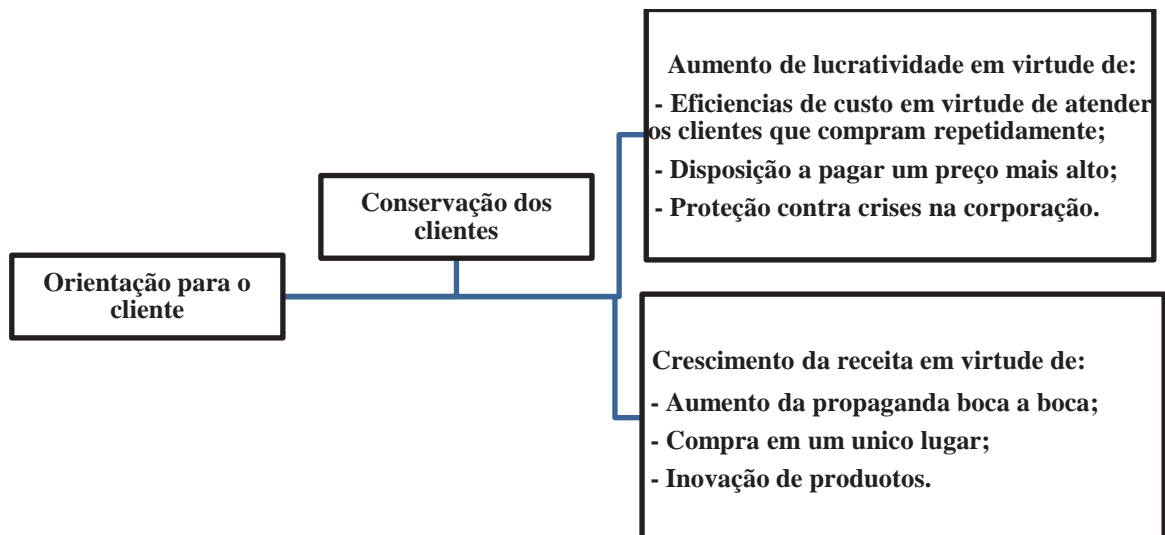 Orientação para o
cliente
Conservação dos
clientes
Aumento de lucratividade em virtude de:
- Eficiencias de custo em virtude de atender
os clientes que compram repetidamente;
- Disposição a pagar um preço mais alto;
- Proteção contra crises na corporação.
Crescimento da receita em virtude de:
- Aumento da propaganda boca a boca;
- Compra em um unico lugar;
- Inovação de produotos.